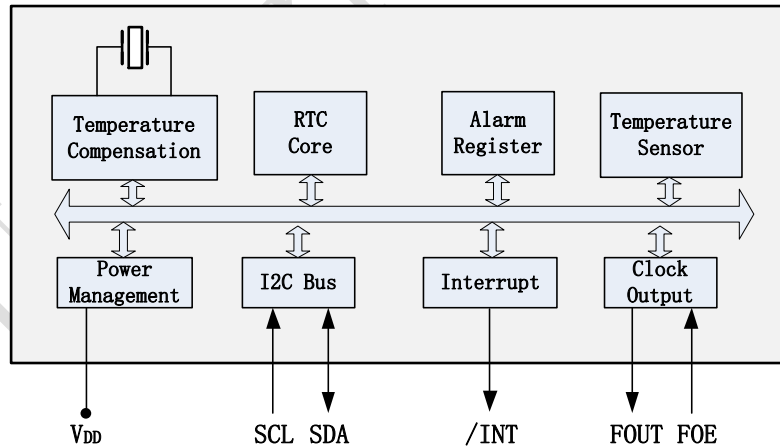 Temperature
Compensation
RTC
Core
Alarm
Register
Temperature
Sensor
Power
Management
I2C Bus
Interrupt
Clock
Output
VDD
SCL SDA
/INT
FOUT FOE